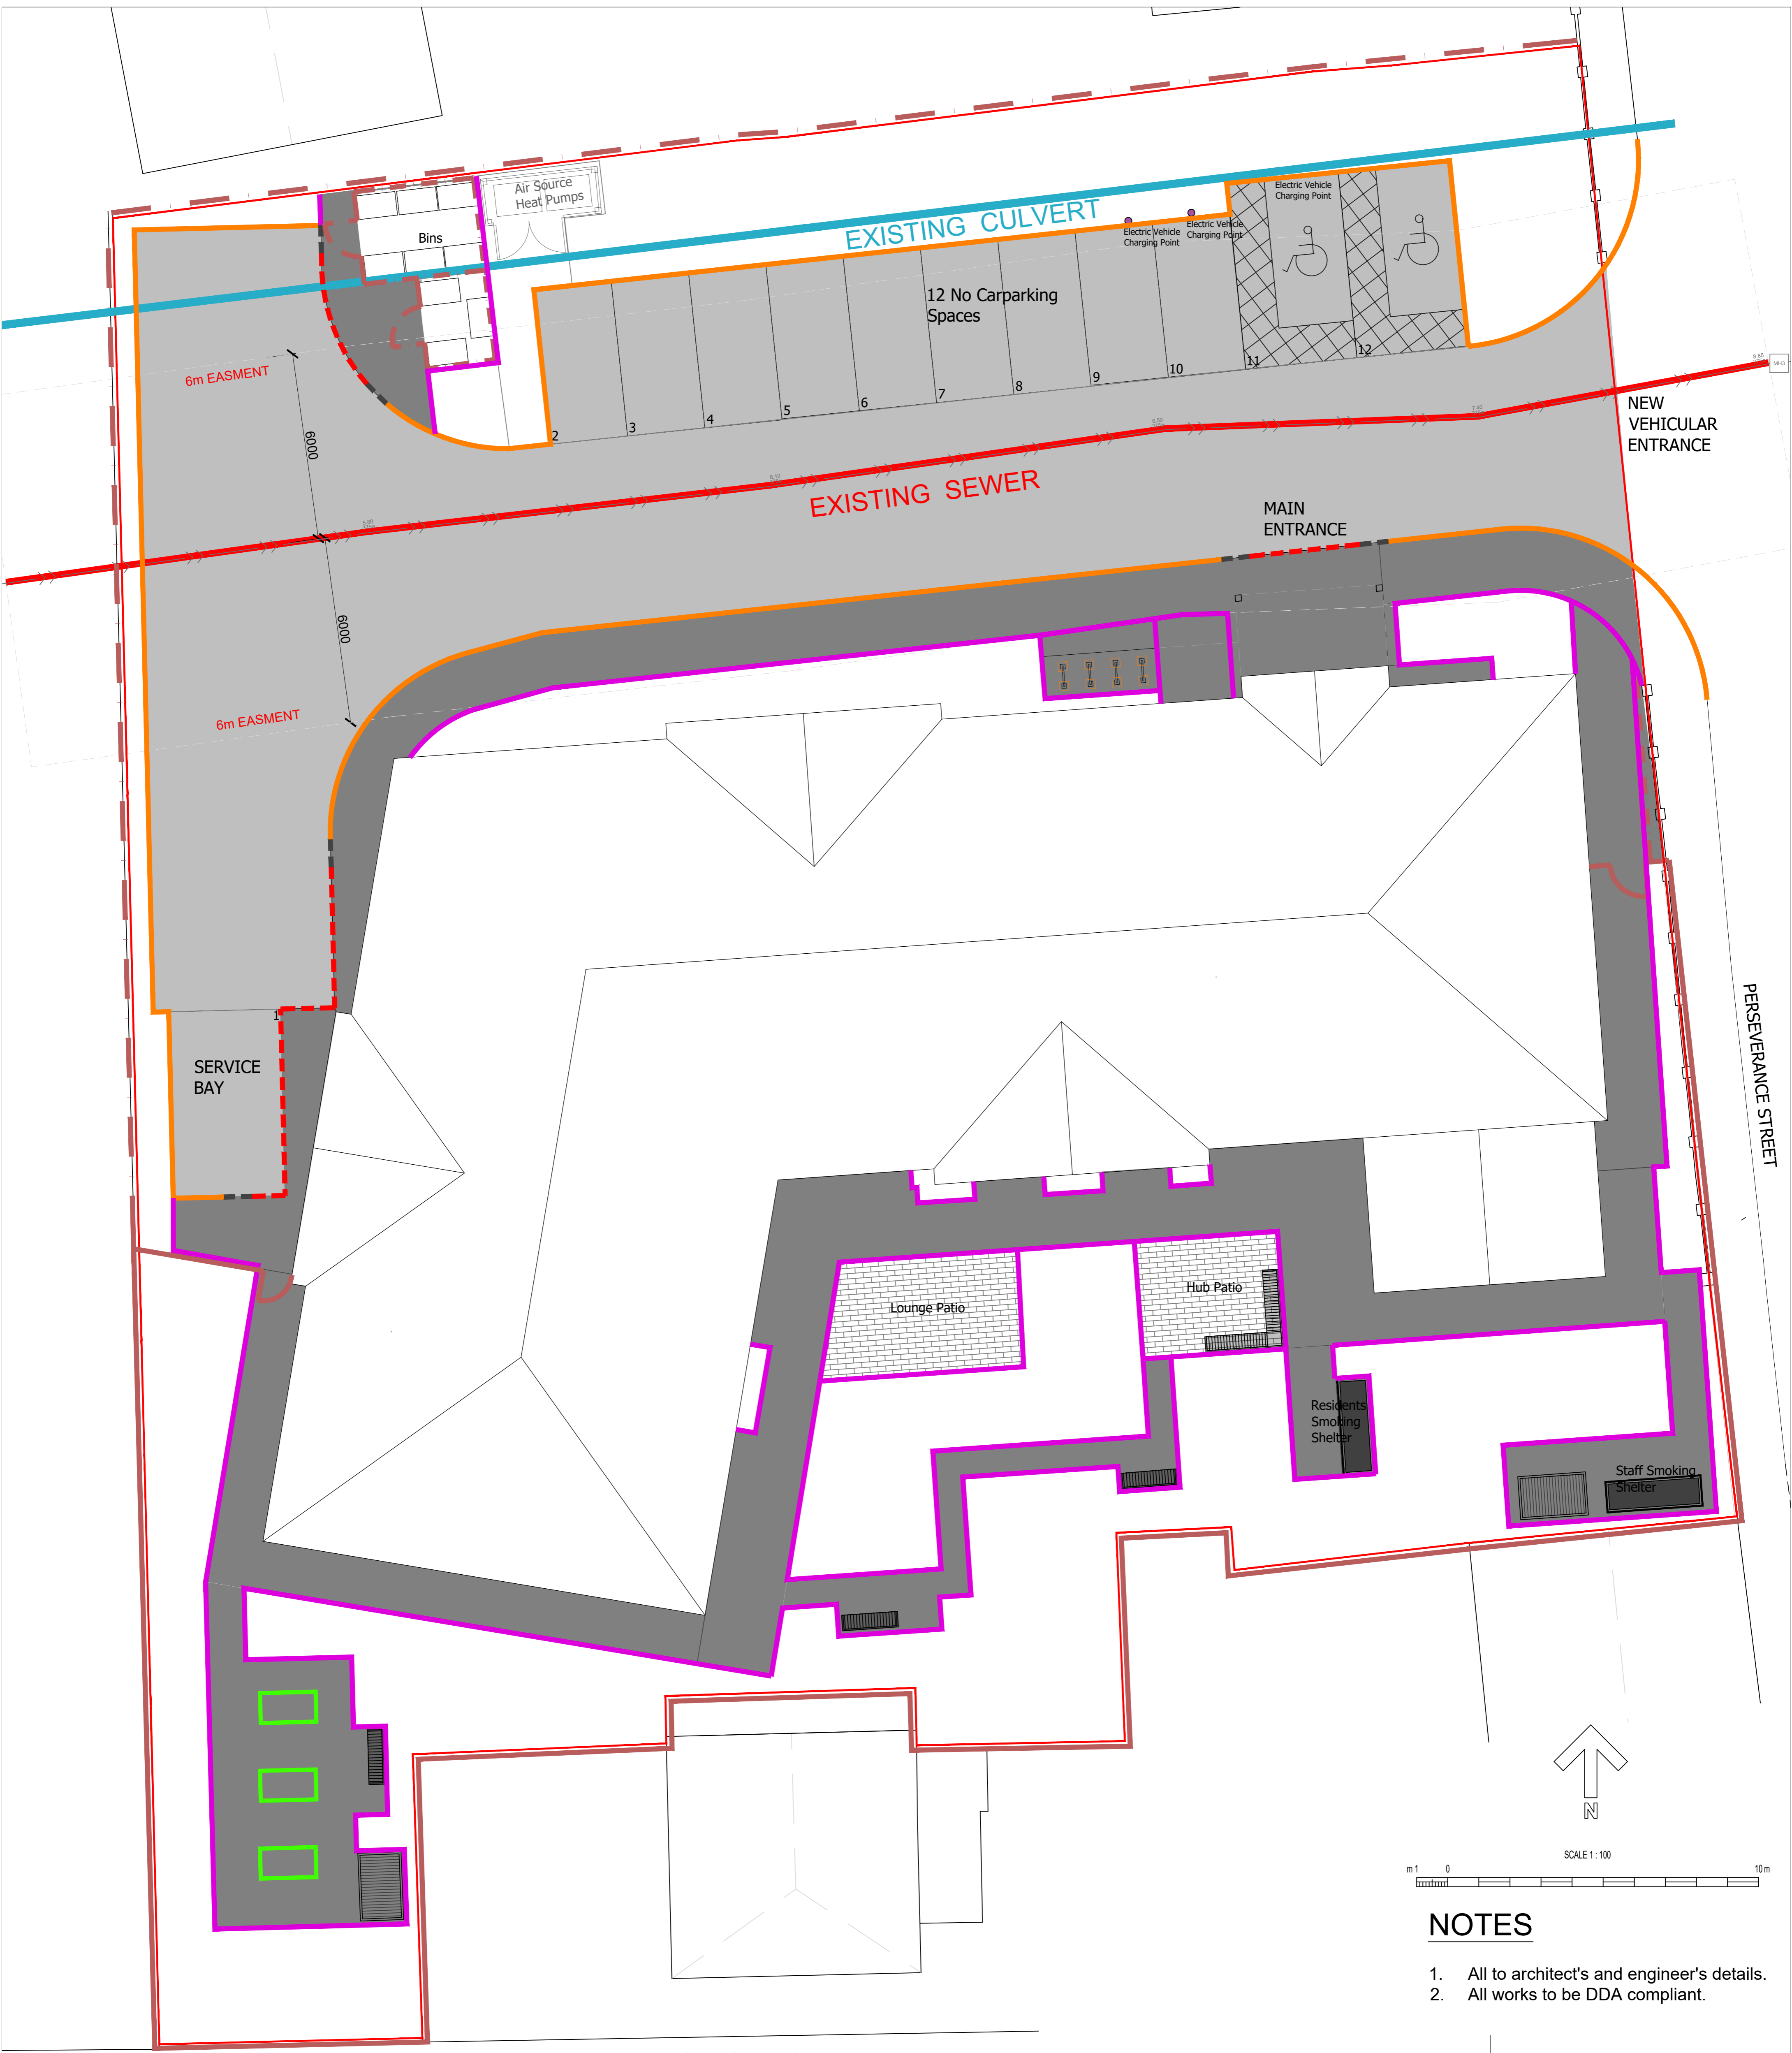 Air Source
Heat Pumps
Bins
EXISTING CULVERT
Electric Vehicle
Charging Point
Electric Vehicle
Charging Point
Electric Vehicle
Charging Point
12 No Carparking
Spaces
2
3
4
5
6
7
8
9
10
11
12
6m EASMENT
6000
MH3
NEW
VEHICULAR
ENTRANCE
EXISTING SEWER
MAIN
ENTRANCE
6000
6m EASMENT
1
SERVICE
BAY
PERSEVERANCE STREET
Lounge Patio
Hub Patio
Residents
Smoking
Shelter
Staff Smoking
Shelter
N
SCALE 1 : 100
m 1 0 10 m
NOTES
1. All to architect's and engineer's details.
2. All works to be DDA compliant.